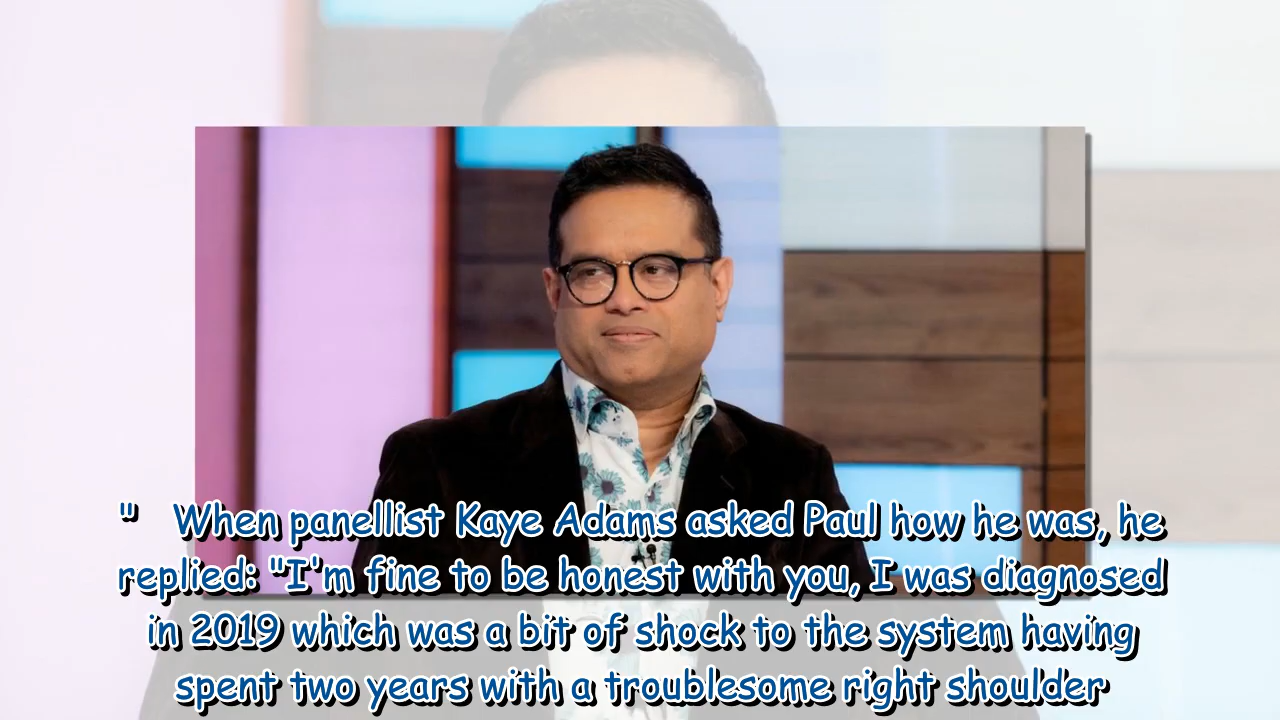 "   When panellist Kaye Adams asked Paul how he was, he
replied: "I'm fine to be honest with you, I was diagnosed
in 2019 which was a bit of shock to the system having
spent two years with a troublesome right shoulder